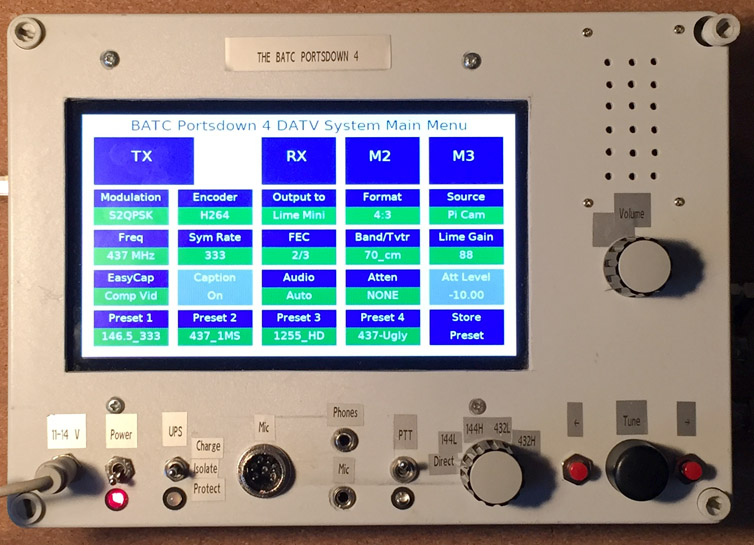 THE BATC PORTSDOWN 4
BATC Portsdown 4 DATV System Main Menu
TX RX M2 M3
Modulation Encoder Output to Format Source
S2QPSK H264 Lime Mini 4:3 Pi Cam
Freq Sym Rate FEC Band/Tvtr Lime Gain
437 MHz 333 2/3 70_cm 88
EasyCap Caption Audio Atten Att Level
Comp Vid On Auto NONE -10.00
Preset 1 Preset 2 Preset 3 Preset 4 Store
146.5_333 437_1MS 1255_HD 437-Ugly Preset
Volume
11-14 V
Power
UPS
Charge
Isolate
Protect
Mic
Phones
Mic
PTT
Direct
144L
144H
432L
432H
←
Tune
→